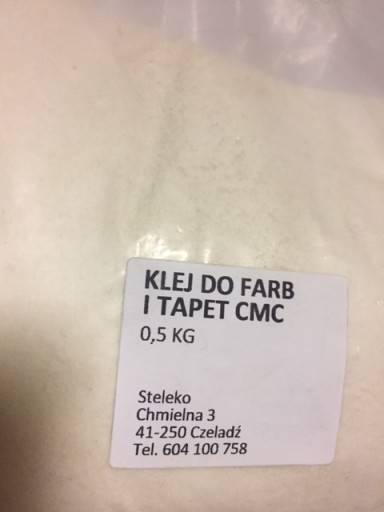 KLEJ DO FARB
I TAPET CMC
0,5 KG
Steleko
Chmielna 3
41-250 Czeladź
Tel. 604 100 758